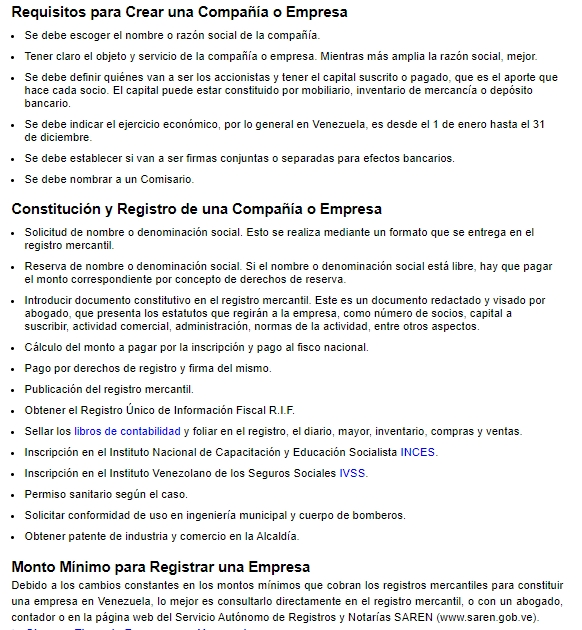 Requisitos para Crear una Compañía o Empresa
• Se debe escoger el nombre o razón social de la compañía.
• Tener claro el objeto y servicio de la compañía o empresa. Mientras más amplia la razón social, mejor.
• Se debe definir quiénes van a ser los accionistas y tener el capital suscrito o pagado, que es el aporte que
hace cada socio. El capital puede estar constituido por mobiliario, inventario de mercancía o depósito
bancario.
• Se debe indicar el ejercicio económico, por lo general en Venezuela, es desde el 1 de enero hasta el 31
de diciembre.
• Se debe establecer si van a ser firmas conjuntas o separadas para efectos bancarios.
• Se debe nombrar a un Comisario.
Constitución y Registro de una Compañía o Empresa
• Solicitud de nombre o denominación social. Esto se realiza mediante un formato que se entrega en el
registro mercantil.
• Reserva de nombre o denominación social. Si el nombre o denominación social está libre, hay que pagar
el monto correspondiente por concepto de derechos de reserva.
• Introducir documento constitutivo en el registro mercantil. Este es un documento redactado y visado por
abogado, que presenta los estatutos que regirán a la empresa, como número de socios, capital a
suscribir, actividad comercial, administración, normas de la actividad, entre otros aspectos.
• Cálculo del monto a pagar por la inscripción y pago al fisco nacional.
• Pago por derechos de registro y firma del mismo.
• Publicación del registro mercantil.
• Obtener el Registro Único de Información Fiscal R.I.F.
• Sellar los libros de contabilidad y foliar en el registro, el diario, mayor, inventario, compras y ventas.
• Inscripción en el Instituto Nacional de Capacitación y Educación Socialista INCES.
• Inscripción en el Instituto Venezolano de los Seguros Sociales IVSS.
• Permiso sanitario según el caso.
• Solicitar conformidad de uso en ingeniería municipal y cuerpo de bomberos.
• Obtener patente de industria y comercio en la Alcaldía.
Monto Mínimo para Registrar una Empresa
Debido a los cambios constantes en los montos mínimos que cobran los registros mercantiles para constituir
una empresa en Venezuela, lo mejor es consultarlo directamente en el registro mercantil, o con un abogado,
contador o en la página web del Servicio Autónomo de Registros y Notarías SAREN (www.saren.gob.ve).